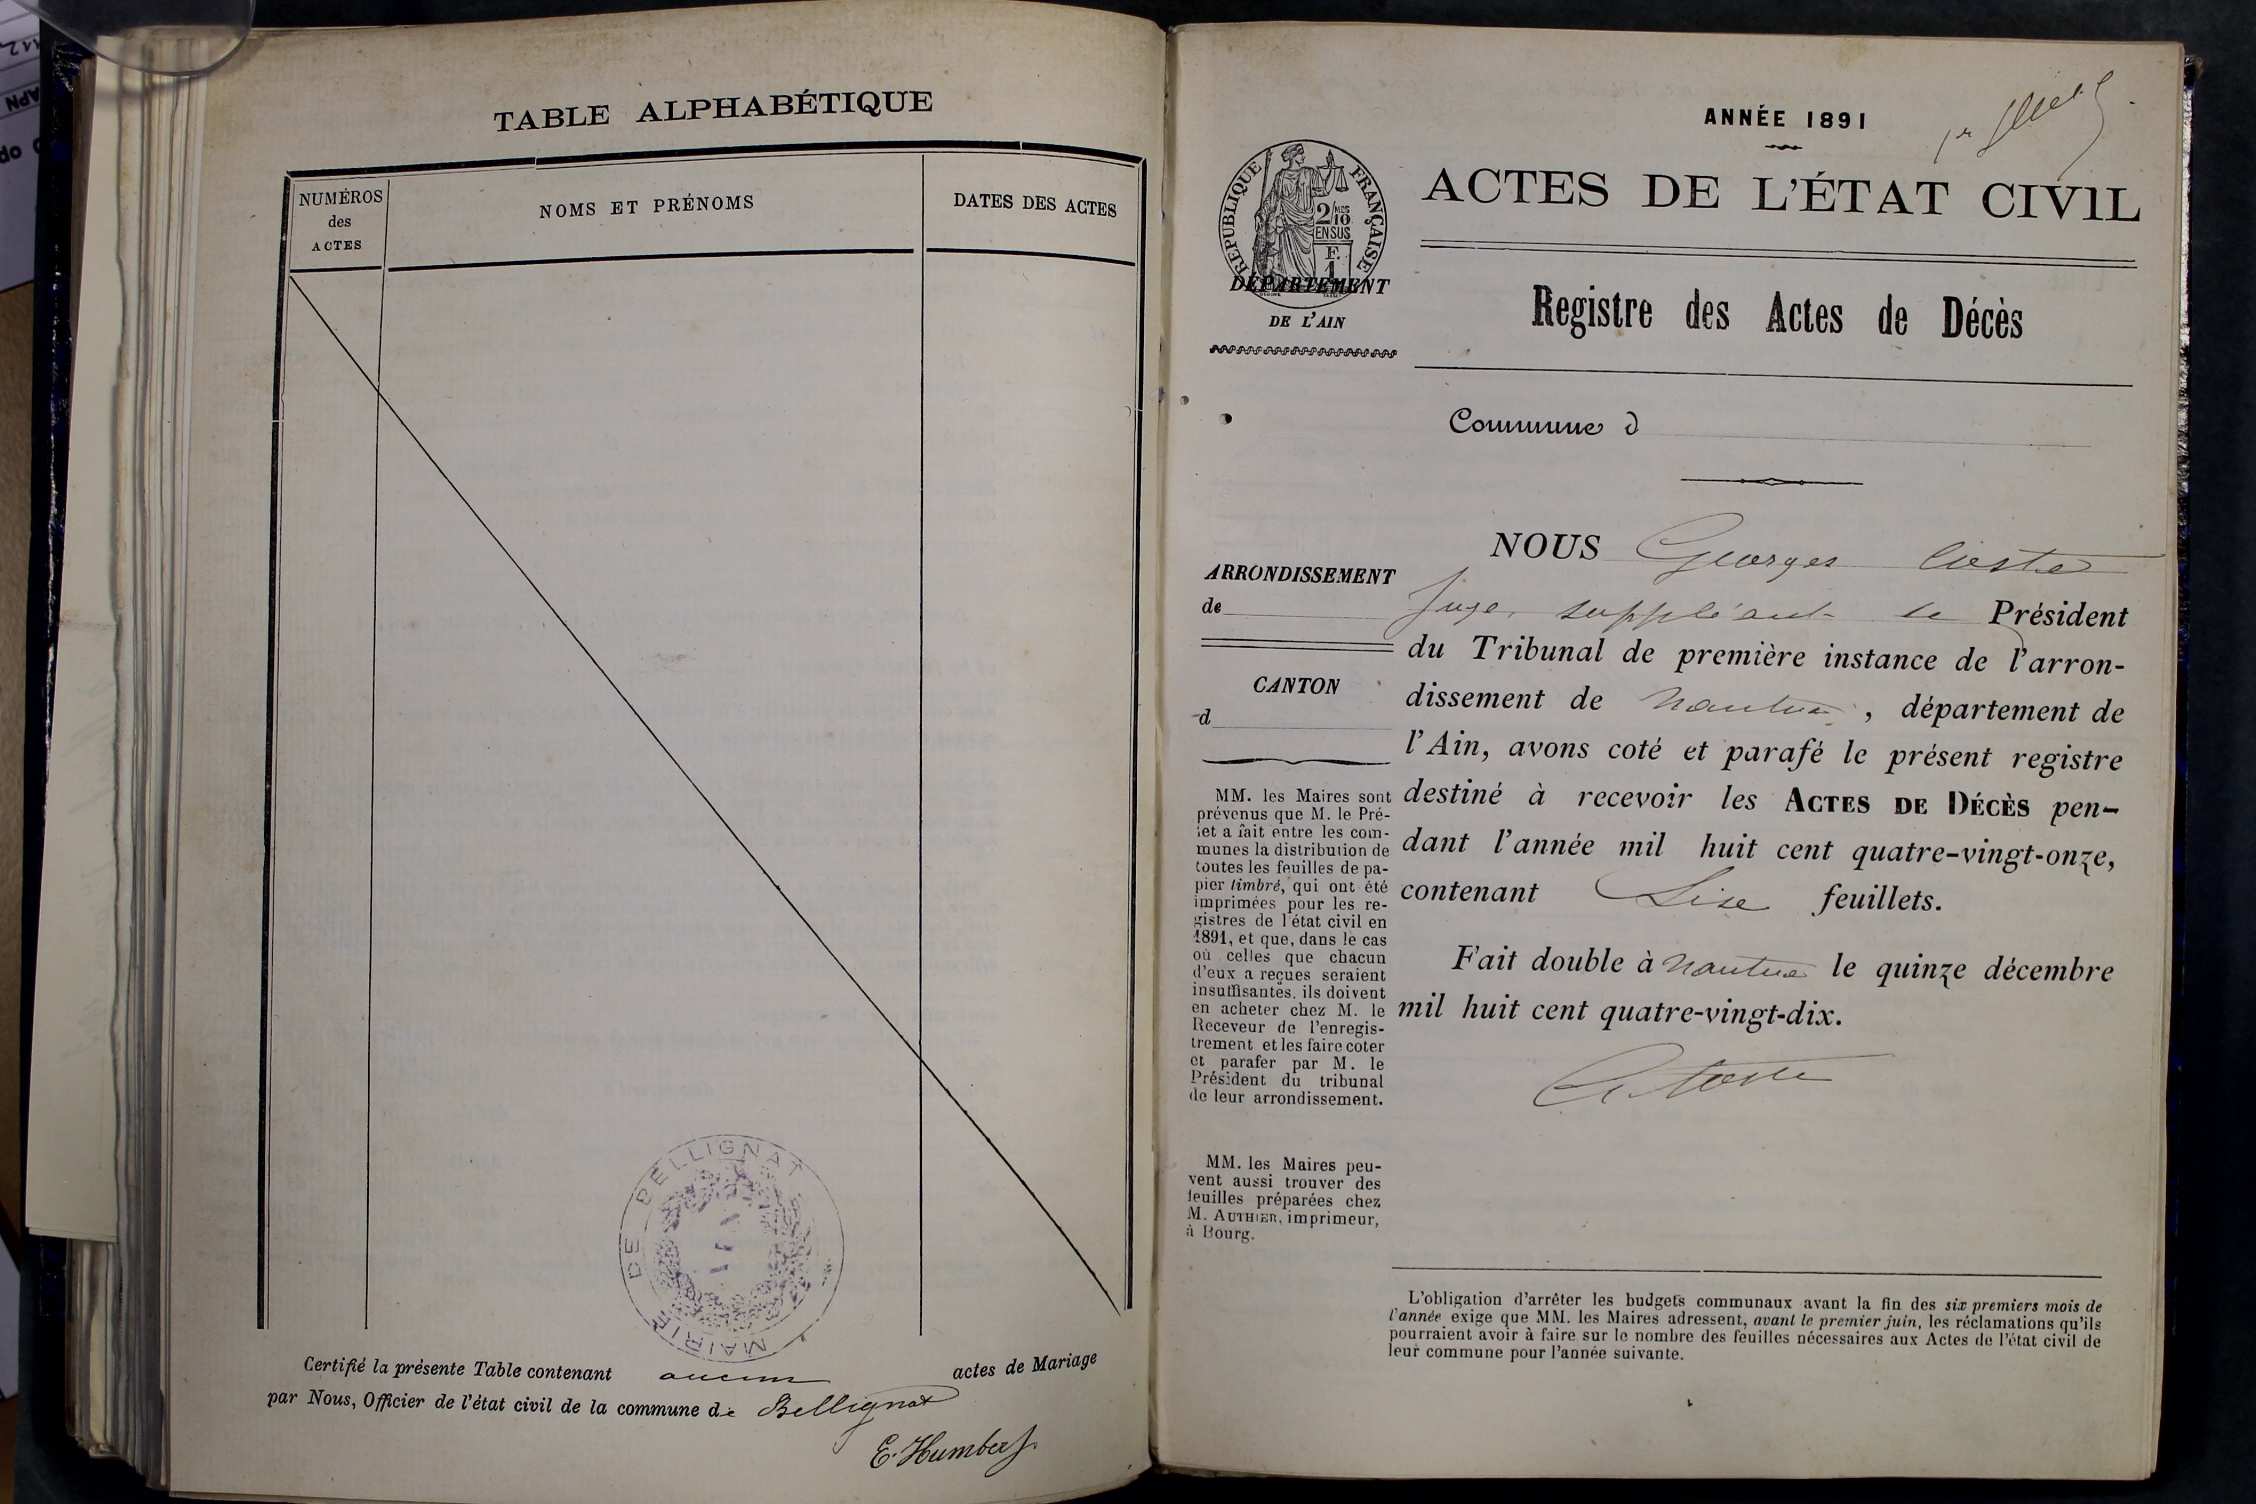 TABLE ALPHABÉTIQUE
NUMÉROS
des
ACTES
NOMS ET PRÉNOMS
DATES DES ACTES
MAIRIE DE BELLIGNAT
Certifié la présente Table contenant aucun actes de Mariage
par Nous, Officier de l'état civil de la commune de Bellignat
E. Humbert
ANNÉE 1891
ACTES DE L'ÉTAT CIVIL
RÉPUBLIQUE FRANÇAISE
2/10
EN SUS
F.
1
DÉPARTEMENT
DE L'AIN
Registre des Actes de Décès
Commune d
ARRONDISSEMENT
de
CANTON
d
MM. les Maires sont
prévenus que M. le Pré-
fet a fait entre les com-
munes la distribution de
toutes les feuilles de pa-
pier timbré, qui ont été
imprimées pour les re-
gistres de l'état civil en
1891, et que, dans le cas
où celles que chacun
d'eux a reçues seraient
insuffisantes, ils doivent
en acheter chez M. le
Receveur de l'enregis-
trement et les faire coter
et parafer par M. le
Président du tribunal
de leur arrondissement.
MM. les Maires peu-
vent aussi trouver des
feuilles préparées chez
M. AUTHIER, imprimeur,
à Bourg.
NOUS Georges Coste
Juge suppléant le Président
du Tribunal de première instance de l'arron-
dissement de Nantua, département de
l'Ain, avons coté et parafé le présent registre
destiné à recevoir les ACTES DE DÉCÈS pen-
dant l'année mil huit cent quatre-vingt-onze,
contenant Six feuillets.
Fait double à Nantua le quinze décembre
mil huit cent quatre-vingt-dix.
G. Coste
L'obligation d'arrêter les budgets communaux avant la fin des six premiers mois de
l'année exige que MM. les Maires adressent, avant le premier juin, les réclamations qu'ils
pourraient avoir à faire sur le nombre des feuilles nécessaires aux Actes de l'état civil de
leur commune pour l'année suivante.